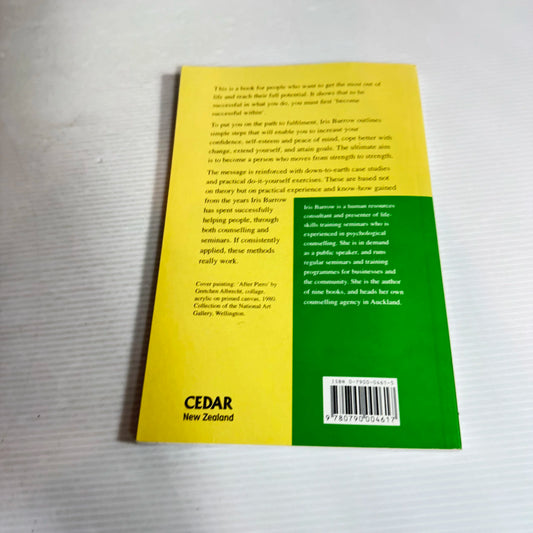 This is a book for people who want to get the most out of
life and reach their full potential. It shows that to be
successful in what you do, you must first 'become
successful within'.
To put you on the path to fulfilment, Iris Barrow outlines
simple steps that will enable you to increase your
confidence, self-esteem and peace of mind, cope better with
change, extend yourself, and attain goals. The ultimate aim
is to become a person who moves from strength to strength.
The message is reinforced with down-to-earth case studies
and practical do-it-yourself exercises. These are based not
on theory but on practical experience and know-how gained
from the years Iris Barrow
has spent successfully
helping people, through
both counselling and
seminars. If consistently
applied, these methods
really work.
Cover painting: 'After Piero' by
Gretchen Albrecht, collage,
acrylic on printed canvas, 1980.
Collection of the National Art
Gallery, Wellington.
Iris Barrow is a human resources
consultant and presenter of life-
skills training seminars who is
experienced in psychological
counselling. She is in demand
as a public speaker, and runs
regular seminars and training
programmes for businesses and
the community. She is the author
of nine books, and heads her own
counselling agency in Auckland.
CEDAR
New Zealand
ISBN 0-7900-0461-5
9 780790 004617